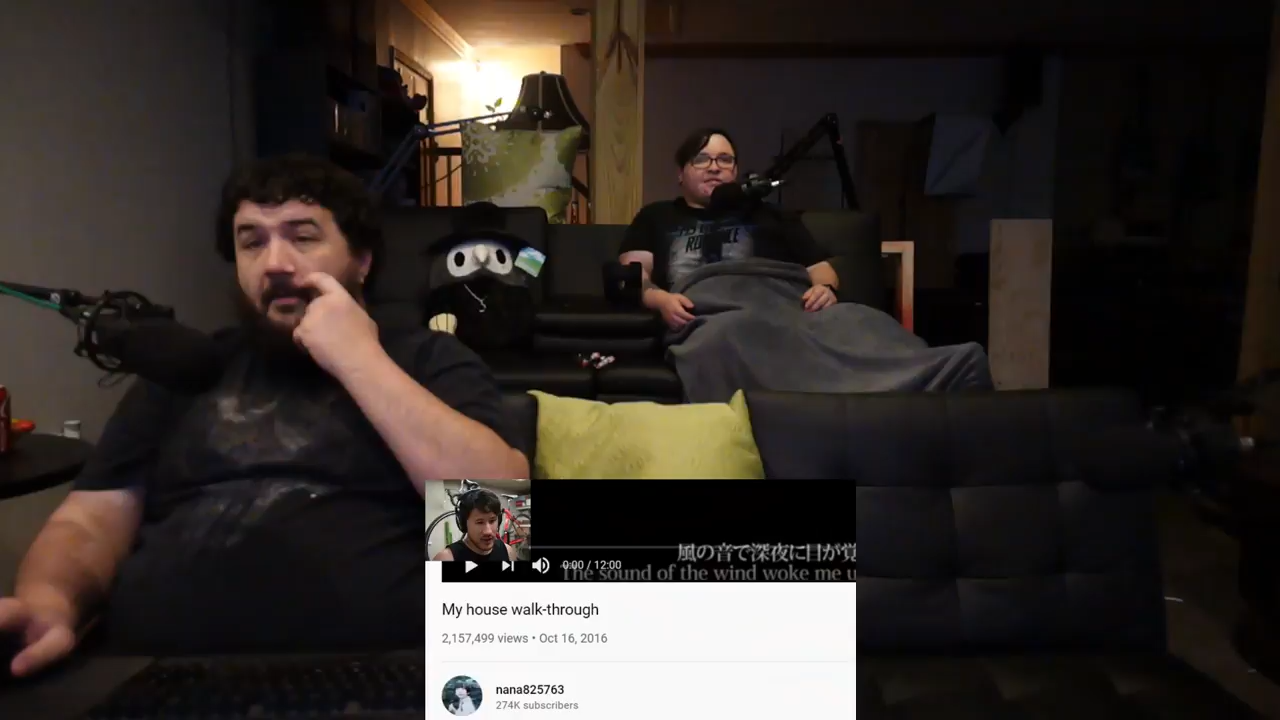 風の音で深夜に目が覚
0:00 / 12:00
The sound of the wind woke me u
My house walk-through
2,157,499 views • Oct 16, 2016
nana825763
274K subscribers